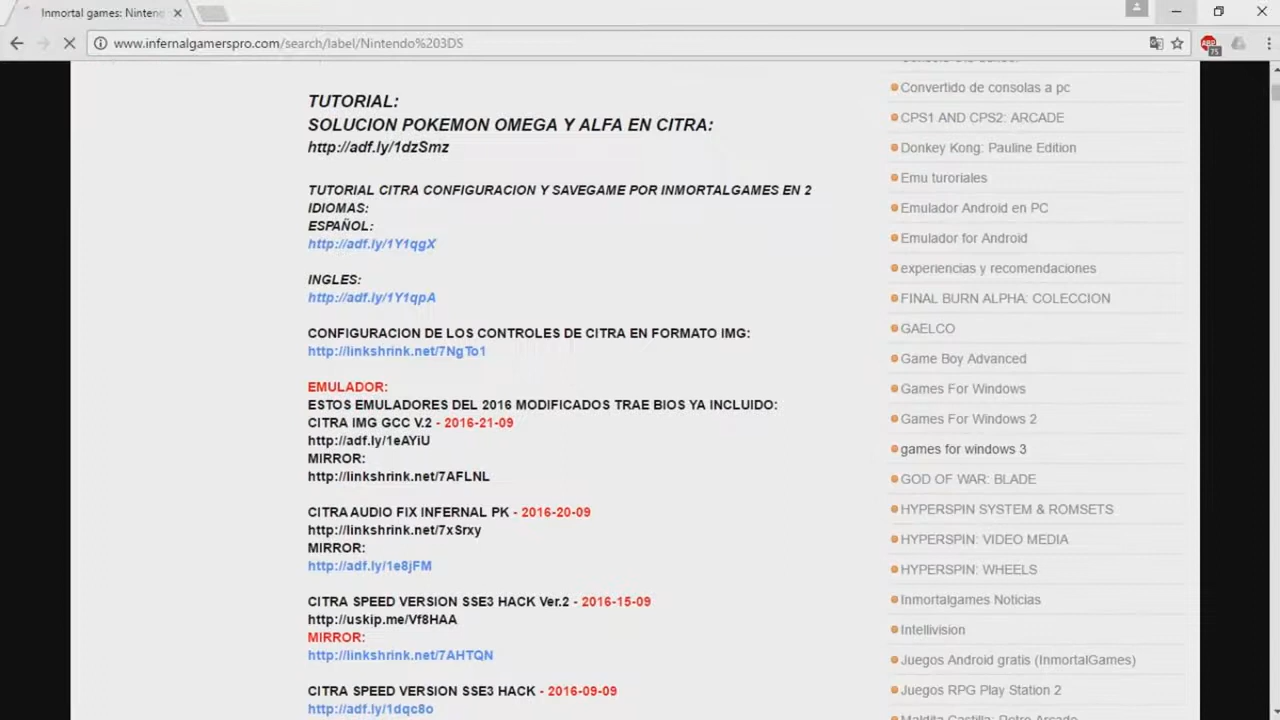 Inmortal games: Nintend
www.infernalgamerspro.com/search/label/Nintendo%203DS
ABP
75
TUTORIAL:
SOLUCION POKEMON OMEGA Y ALFA EN CITRA:
http://adf.ly/1dzSmz
TUTORIAL CITRA CONFIGURACION Y SAVEGAME POR INMORTALGAMES EN 2
IDIOMAS:
ESPAÑOL:
http://adf.ly/1Y1qgX
INGLES:
http://adf.ly/1Y1qpA
CONFIGURACION DE LOS CONTROLES DE CITRA EN FORMATO IMG:
http://linkshrink.net/7NgTo1
EMULADOR:
ESTOS EMULADORES DEL 2016 MODIFICADOS TRAE BIOS YA INCLUIDO:
CITRA IMG GCC V.2 - 2016-21-09
http://adf.ly/1eAYiU
MIRROR:
http://linkshrink.net/7AFLNL
CITRA AUDIO FIX INFERNAL PK - 2016-20-09
http://linkshrink.net/7xSrxy
MIRROR:
http://adf.ly/1e8jFM
CITRA SPEED VERSION SSE3 HACK Ver.2 - 2016-15-09
http://uskip.me/Vf8HAA
MIRROR:
http://linkshrink.net/7AHTQN
CITRA SPEED VERSION SSE3 HACK - 2016-09-09
http://adf.ly/1dqc8o
Convertido de consolas a pc
CPS1 AND CPS2: ARCADE
Donkey Kong: Pauline Edition
Emu turoriales
Emulador Android en PC
Emulador for Android
experiencias y recomendaciones
FINAL BURN ALPHA: COLECCION
GAELCO
Game Boy Advanced
Games For Windows
Games For Windows 2
games for windows 3
GOD OF WAR: BLADE
HYPERSPIN SYSTEM & ROMSETS
HYPERSPIN: VIDEO MEDIA
HYPERSPIN: WHEELS
Inmortalgames Noticias
Intellivision
Juegos Android gratis (InmortalGames)
Juegos RPG Play Station 2
Maldita Castilla: Retro Arcade